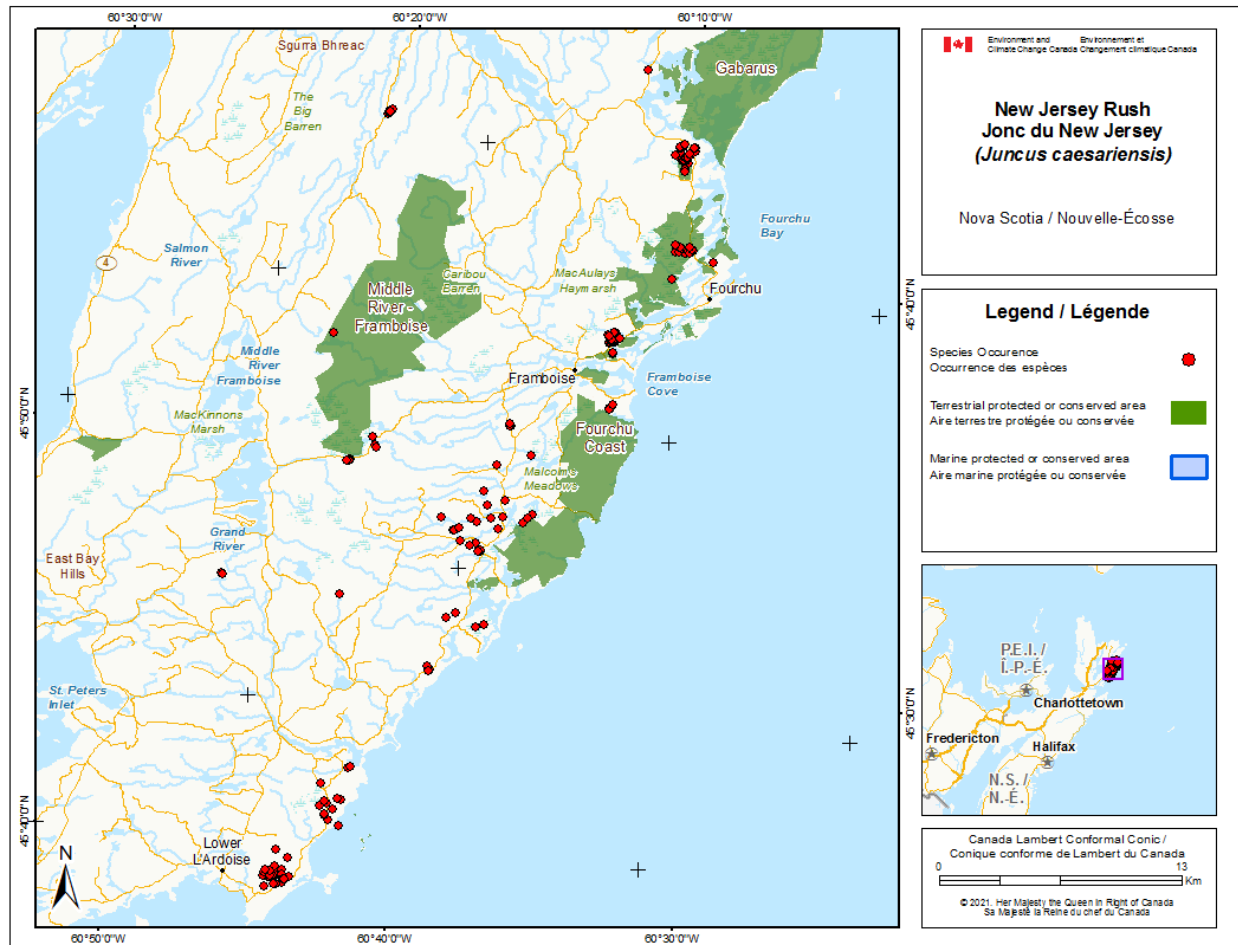 60°30'0"W
60°20'0"W
60°10'0"W
Sgurra Bhreac
Gabarus
The
Big
Barren
Salmon
River
4
Fourchu
Bay
Caribou
Barren
MacAulays
Haymarsh
Middle
River -
Framboise
Fourchu
45°40'0"N
Middle
River
Framboise
Framboise
Framboise
Cove
45°50'0"N
MacKinnons
Marsh
Fourchu
Coast
Malcolms
Meadows
Grand
River
East Bay
Hills
St. Peters
Inlet
45°30'0"N
45°40'0"N
Lower
L'Ardoise
N
60°50'0"W
60°40'0"W
60°30'0"W
Environment and
Climate Change Canada
Environnement et
Changement climatique Canada
New Jersey Rush
Jonc du New Jersey
(Juncus caesariensis)
Nova Scotia / Nouvelle-Écosse
Legend / Légende
Species Occurence
Occurrence des espèces
Terrestrial protected or conserved area
Aire terrestre protégée ou conservée
Marine protected or conserved area
Aire marine protégée ou conservée
P.E.I. /
Î.-P.-É.
Charlottetown
Fredericton
Halifax
N.S. /
N.-É.
Canada Lambert Conformal Conic /
Conique conforme de Lambert du Canada
0 13
Km
© 2021. Her Majesty the Queen in Right of Canada
Sa Majesté la Reine du chef du Canada